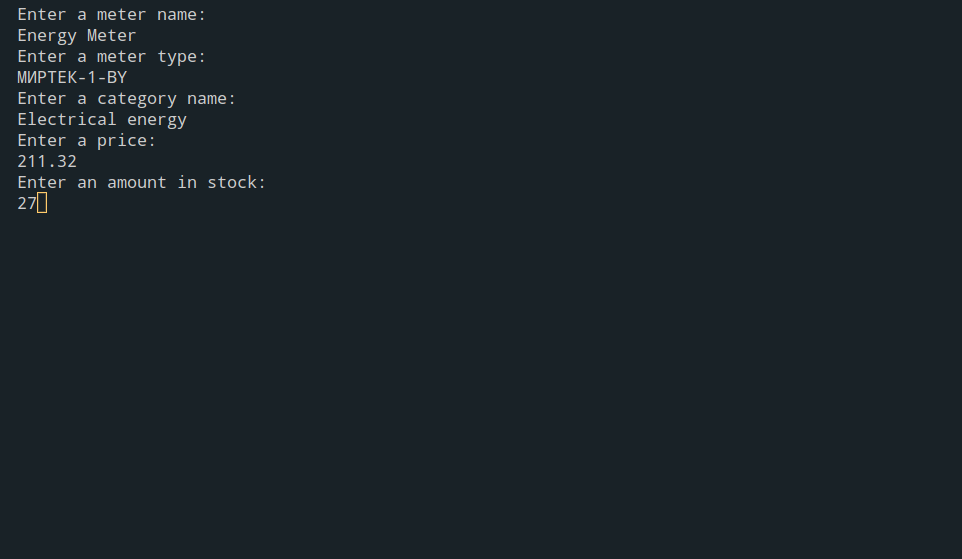 Enter a meter name:
Energy Meter
Enter a meter type:
МИРТЕК-1-BY
Enter a category name:
Electrical energy
Enter a price:
211.32
Enter an amount in stock:
27